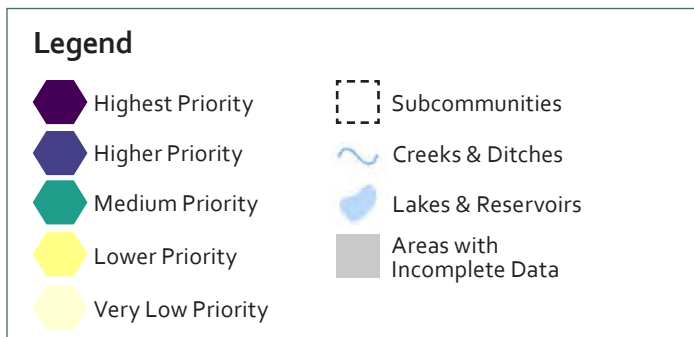 Legend
Highest Priority
Higher Priority
Medium Priority
Lower Priority
Very Low Priority
Subcommunities
Creeks & Ditches
Lakes & Reservoirs
Areas with
Incomplete Data